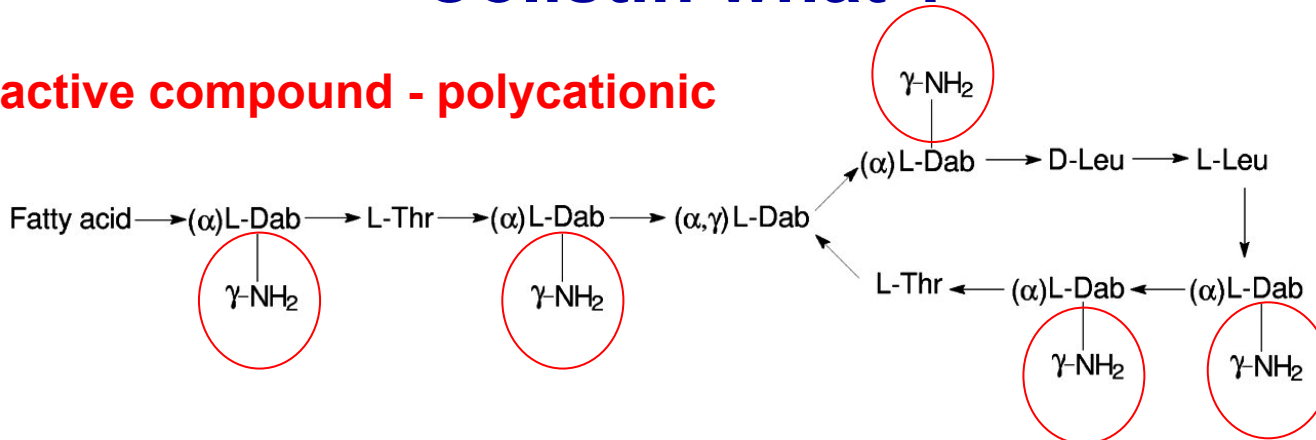 active compound - polycationic
γ-NH₂
(α)L-Dab → D-Leu → L-Leu
Fatty acid → (α)L-Dab → L-Thr → (α)L-Dab → (α,γ)L-Dab
L-Thr ← (α)L-Dab ← (α)L-Dab
γ-NH₂ γ-NH₂
γ-NH₂ γ-NH₂